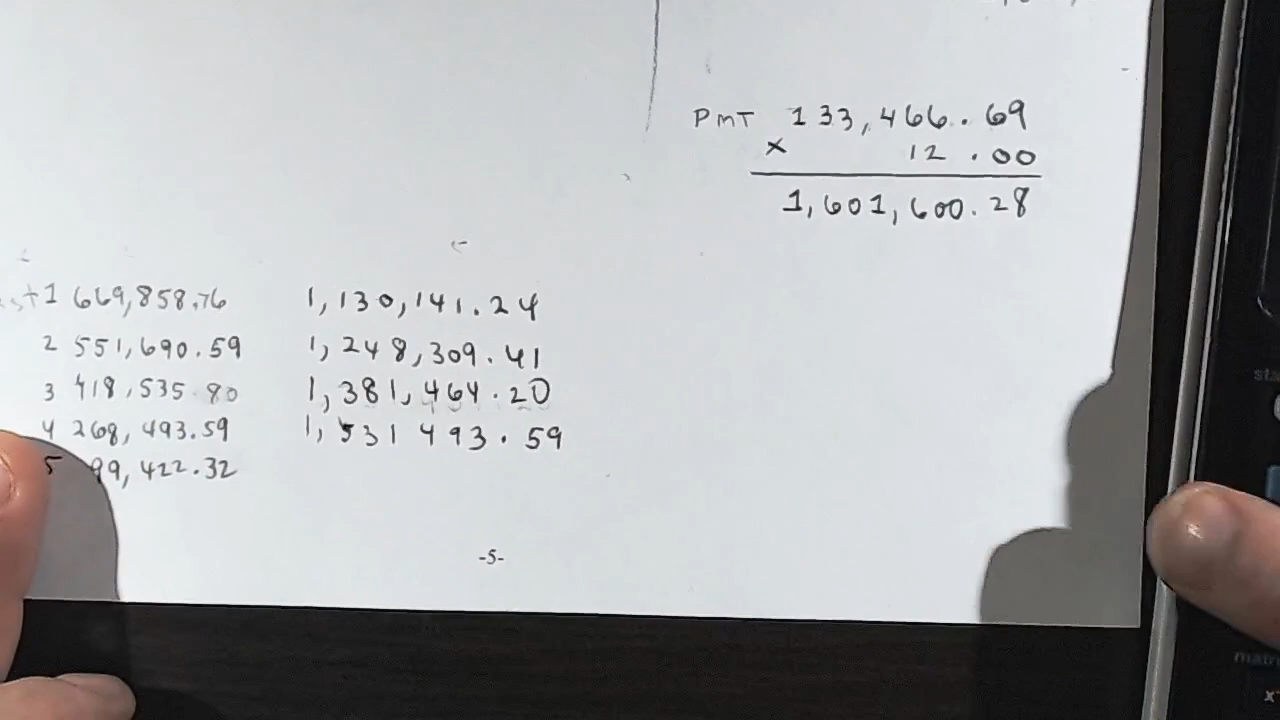 PMT 133,466.69
x 12.00
1,601,600.28
1 669,858.76 1,130,141.24
2 551,690.59 1,248,309.41
3 418,535.80 1,381,464.20
4 268,493.59 1,531 493.59
5 99,422.32
-5-